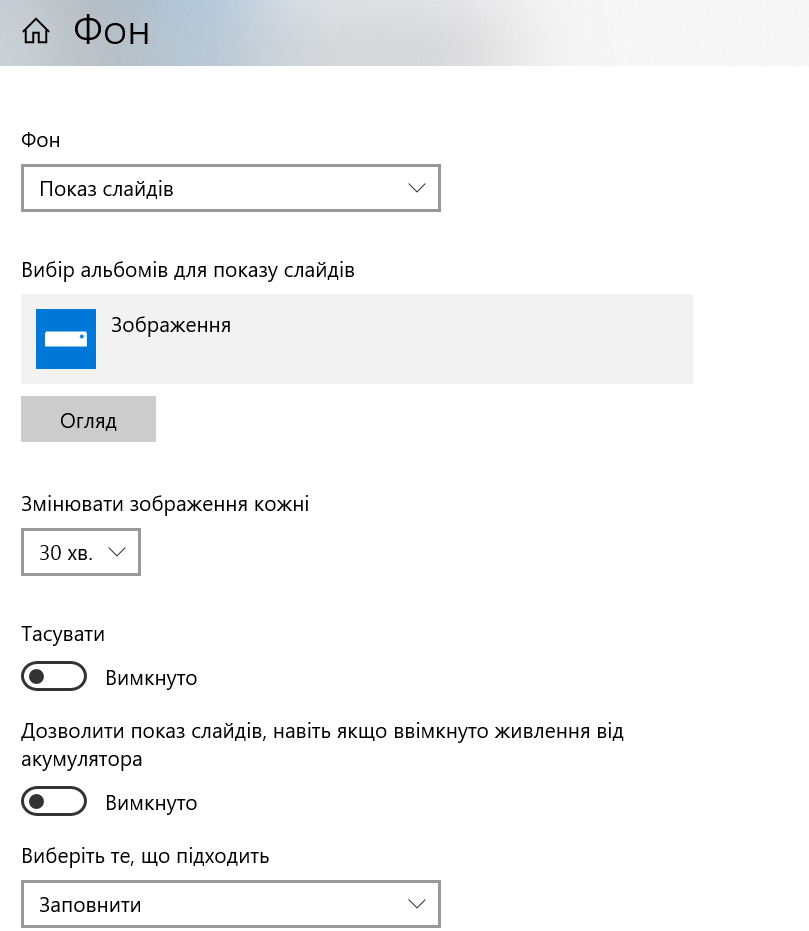 Фон
Фон
Показ слайдів
Вибір альбомів для показу слайдів
Зображення
Огляд
Змінювати зображення кожні
30 хв.
Тасувати
Вимкнуто
Дозволити показ слайдів, навіть якщо ввімкнуто живлення від
акумулятора
Вимкнуто
Виберіть те, що підходить
Заповнити